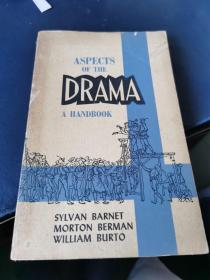 ASPECTS
OF THE
DRAMA
A HANDBOOK
SYLVAN BARNET
MORTON BERMAN
WILLIAM BURTO